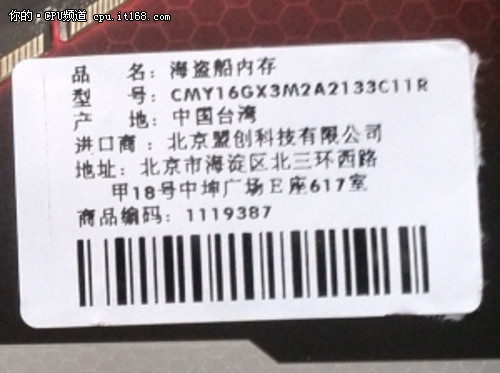 你的·CPU频道 cpu.it168.com
品 名：海盗船内存
型 号：CMY16GX3M2A2133C11R
产 地：中国台湾
进口商：北京盟创科技有限公司
地址：北京市海淀区北三环西路
甲18号中坤广场E座617室
商品编码：1119387